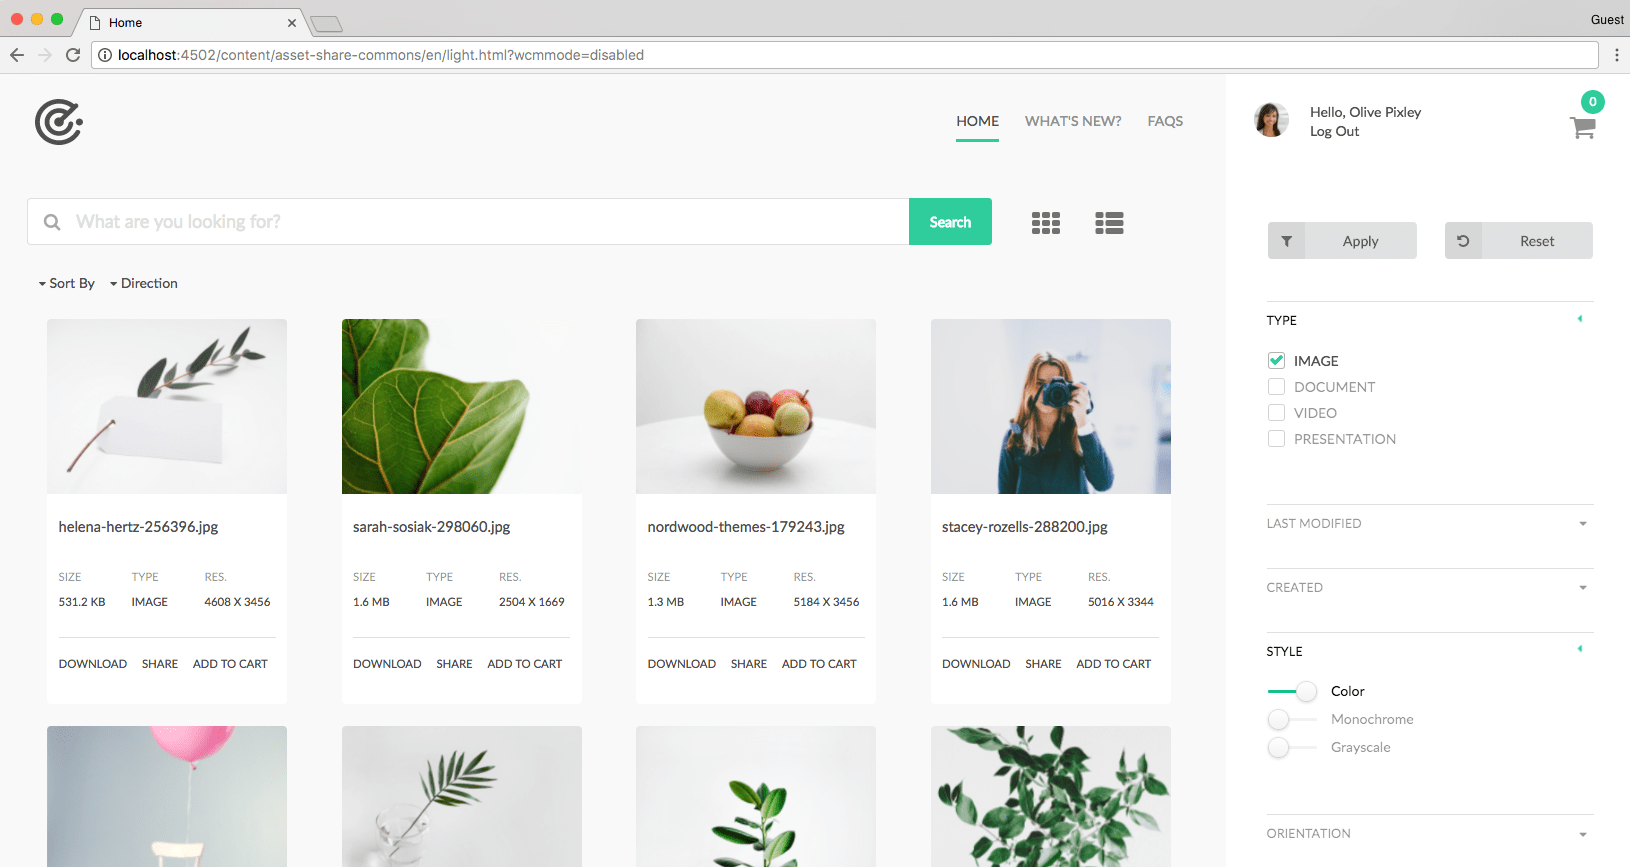 Home
Guest
localhost:4502/content/asset-share-commons/en/light.html?wcmmode=disabled
HOME WHAT'S NEW? FAQS
Hello, Olive Pixley
Log Out
0
What are you looking for?
Search
Apply
Reset
Sort By Direction
TYPE
IMAGE
DOCUMENT
VIDEO
PRESENTATION
LAST MODIFIED
CREATED
STYLE
Color
Monochrome
Grayscale
ORIENTATION
helena-hertz-256396.jpg
SIZE TYPE RES.
531.2 KB IMAGE 4608 X 3456
DOWNLOAD SHARE ADD TO CART
sarah-sosiak-298060.jpg
SIZE TYPE RES.
1.6 MB IMAGE 2504 X 1669
DOWNLOAD SHARE ADD TO CART
nordwood-themes-179243.jpg
SIZE TYPE RES.
1.3 MB IMAGE 5184 X 3456
DOWNLOAD SHARE ADD TO CART
stacey-rozells-288200.jpg
SIZE TYPE RES.
1.6 MB IMAGE 5016 X 3344
DOWNLOAD SHARE ADD TO CART